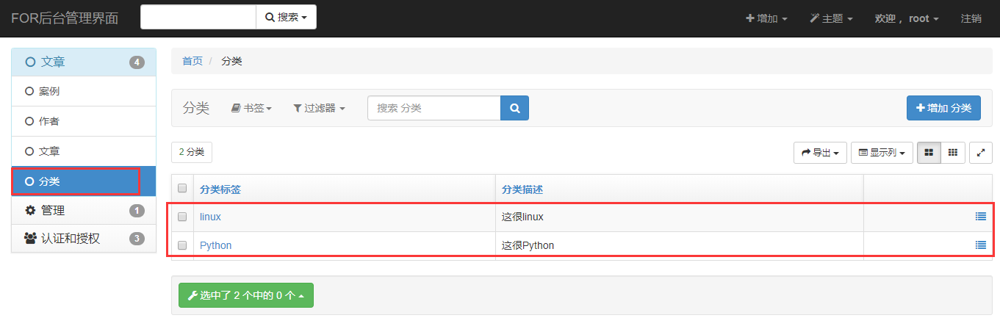 FOR后台管理界面 搜索 增加 主题 欢迎， root 注销
文章 4
案例
作者
文章
分类
管理 1
认证和授权 3
首页 / 分类
分类 书签 过滤器 搜索 分类 增加 分类
2 分类 导出 显示列
分类标签 分类描述
linux 这很linux
Python 这很Python
选中了 2 个中的 0 个